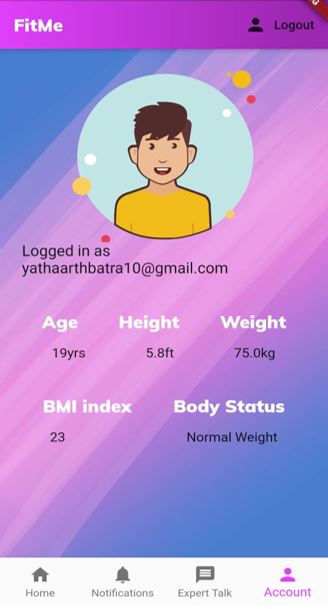 FitMe
Logout
Logged in as
yathaarthbatra10@gmail.com
Age Height Weight
19yrs 5.8ft 75.0kg
BMI index Body Status
23 Normal Weight
Home Notifications Expert Talk Account